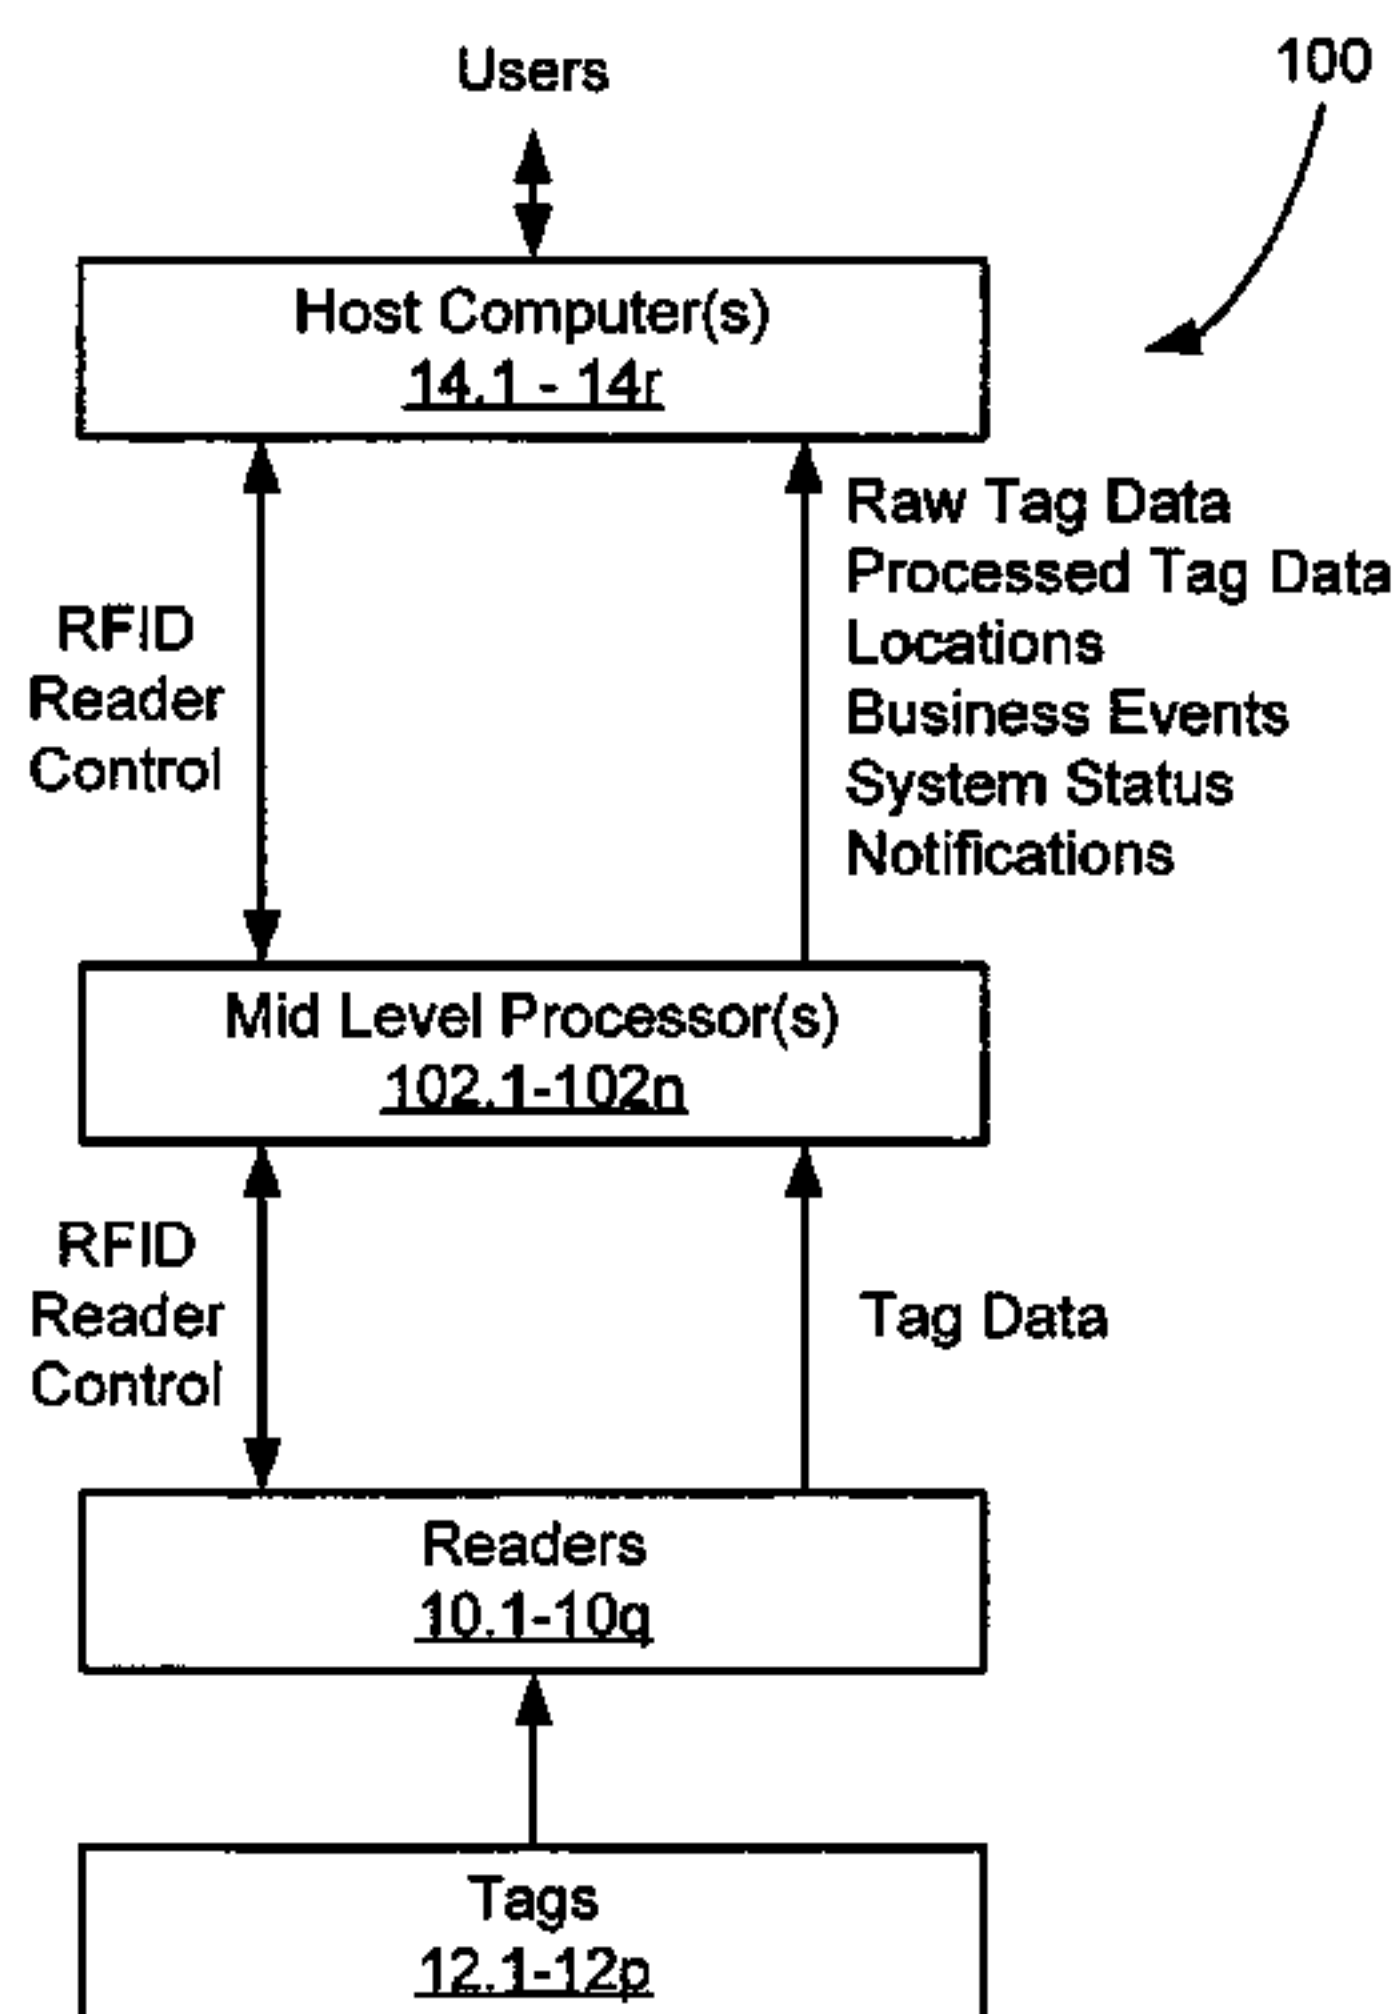 Users
100
Host Computer(s)
14.1 - 14r
RFID
Reader
Control
Raw Tag Data
Processed Tag Data
Locations
Business Events
System Status
Notifications
Mid Level Processor(s)
102.1-102n
RFID
Reader
Control
Tag Data
Readers
10.1-10q
Tags
12.1-12p